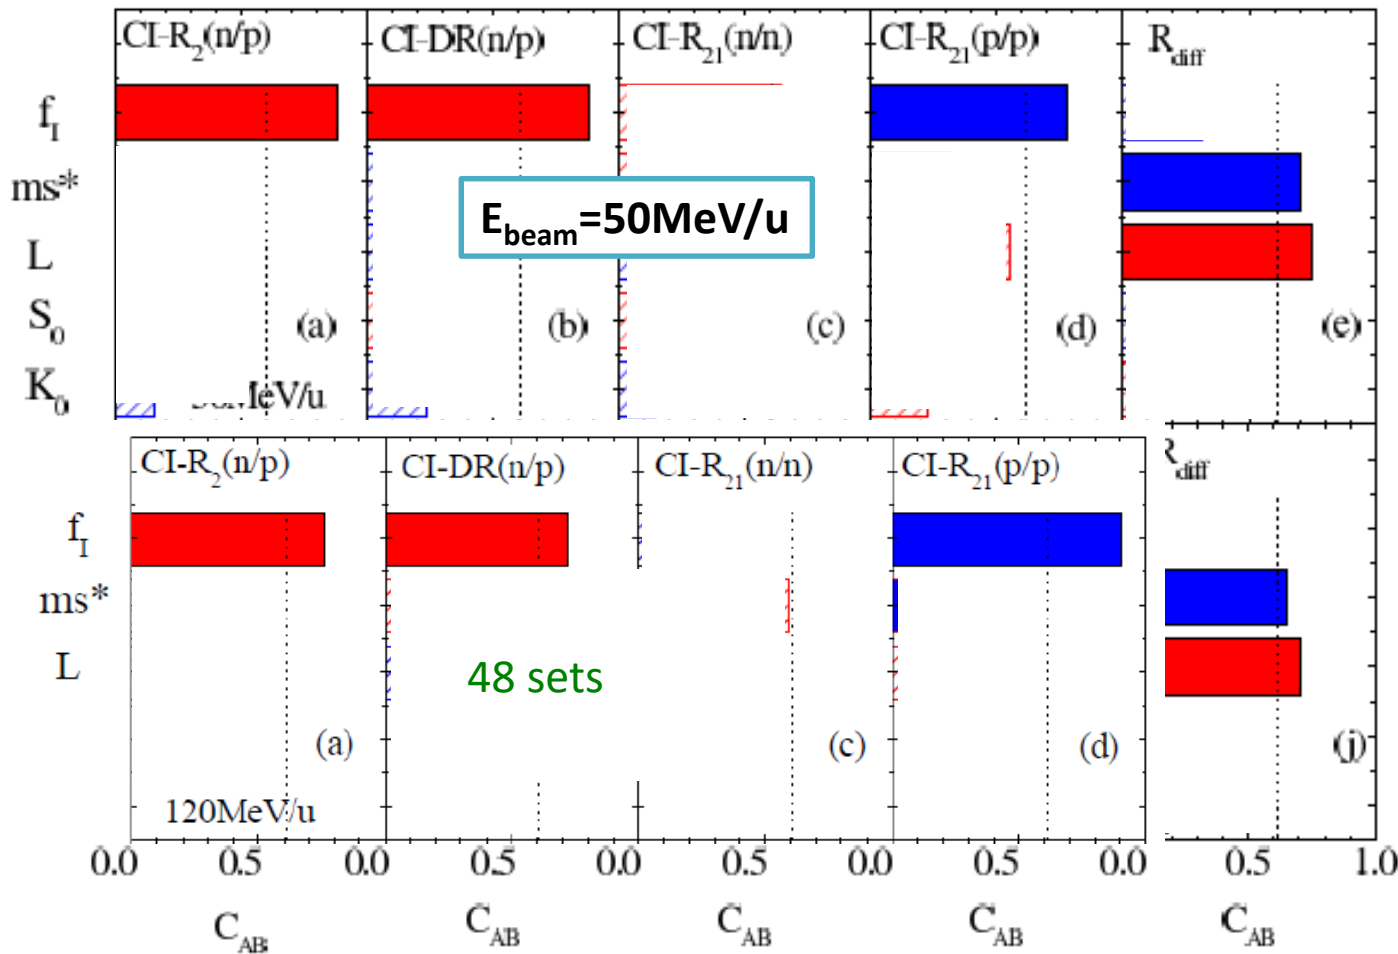 CI-R2(n/p) CI-DR(n/p) CI-R21(n/n) CI-R21(p/p) Rdiff
fI
ms*
Ebeam=50MeV/u
L
S0 (a) (b) (c) (d) (e)
K0
MeV/u
CI-R2(n/p) CI-DR(n/p) CI-R21(n/n) CI-R21(p/p) Rdiff
fI
ms*
L 48 sets
(a) (c) (d) (j)
120MeV/u
0.0 0.5 0.0 0.5 0.0 0.5 0.0 0.5 0.0 0.5 1.0
CAB CAB CAB CAB CAB